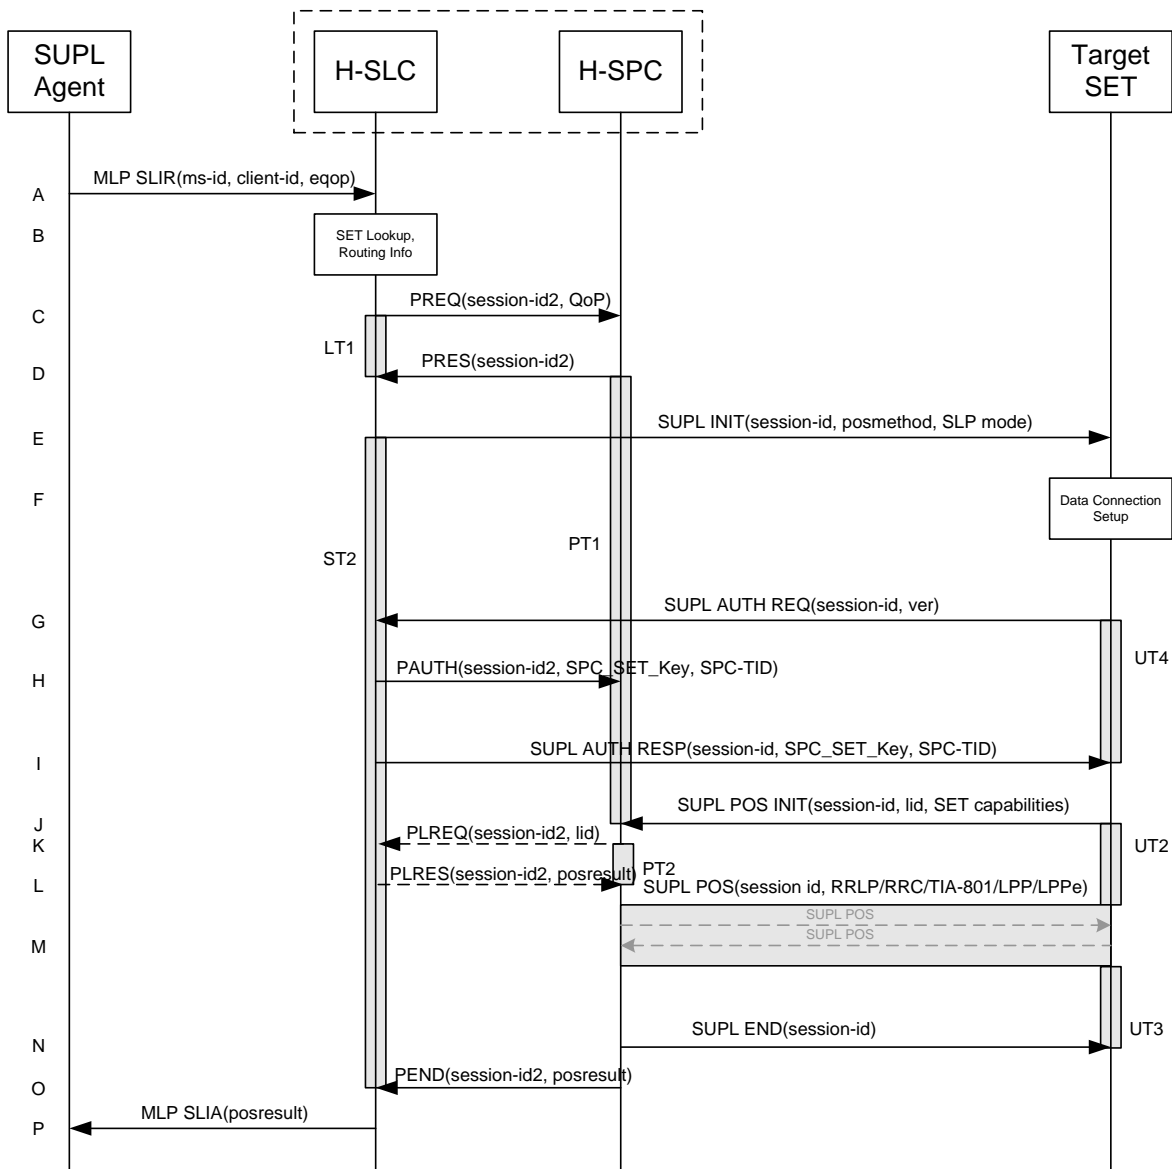 SUPL
Agent
H-SLC
H-SPC
Target
SET
A
MLP SLIR(ms-id, client-id, eqop)
B
SET Lookup,
Routing Info
C
PREQ(session-id2, QoP)
LT1
D
PRES(session-id2)
E
SUPL INIT(session-id, posmethod, SLP mode)
F
Data Connection
Setup
ST2
PT1
G
SUPL AUTH REQ(session-id, ver)
UT4
H
PAUTH(session-id2, SPC_SET_Key, SPC-TID)
I
SUPL AUTH RESP(session-id, SPC_SET_Key, SPC-TID)
J
SUPL POS INIT(session-id, lid, SET capabilities)
K
PLREQ(session-id2, lid)
UT2
L
PLRES(session-id2, posresult)
PT2
SUPL POS(session id, RRLP/RRC/TIA-801/LPP/LPPe)
SUPL POS
SUPL POS
M
N
SUPL END(session-id)
UT3
O
PEND(session-id2, posresult)
P
MLP SLIA(posresult)